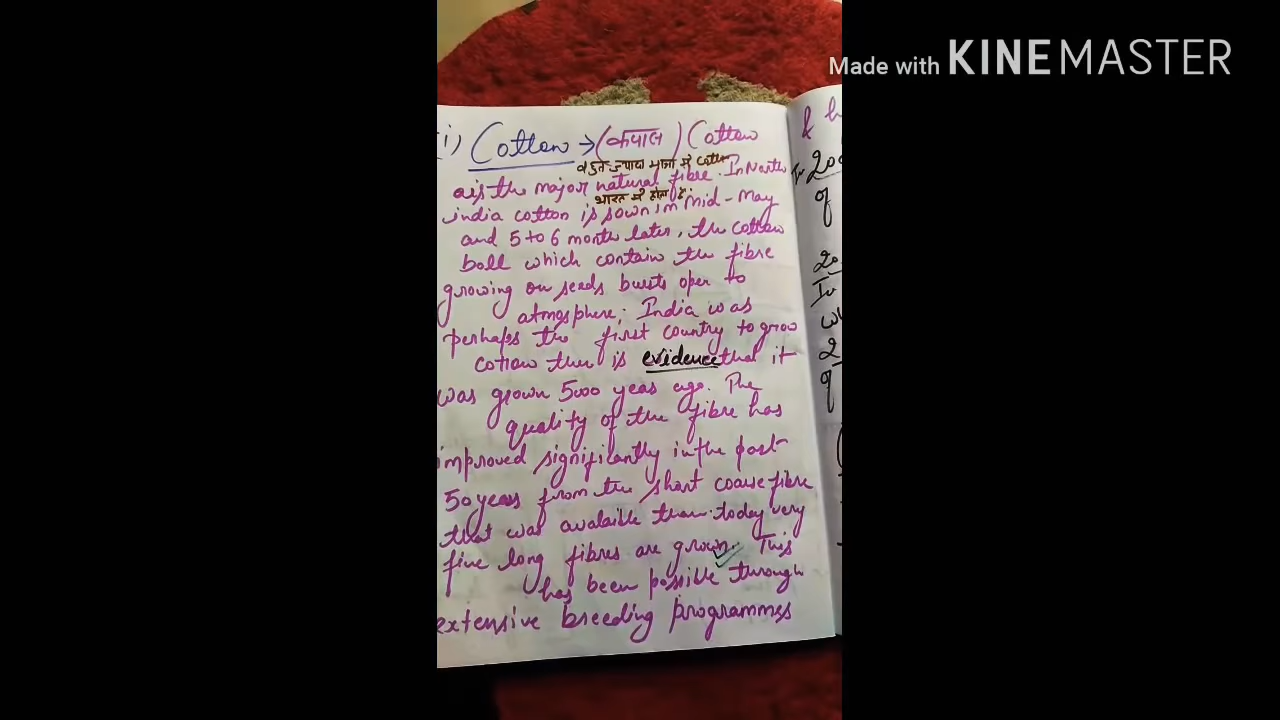 Made with KINEMASTER
i) Cotton → (कपास) Cotton
बहुत ज्यादा मात्रा में cotton
is the major natural fibre. In North
भारत में होता है.
india cotton is sown in mid-May
and 5 to 6 month later, the cotton
boll which contain the fibre
growing on seeds bursts open to
atmosphere; India was
perhaps the first country to grow
cotton there is evidence that it
was grown 5000 yeas ago. The
quality of the fibre has
improved significantly in the past
50 years from the short coarse fibre
that was avalaible then. today very
fine long fibres are grown. This
has been possible through
extensive breeding programmes